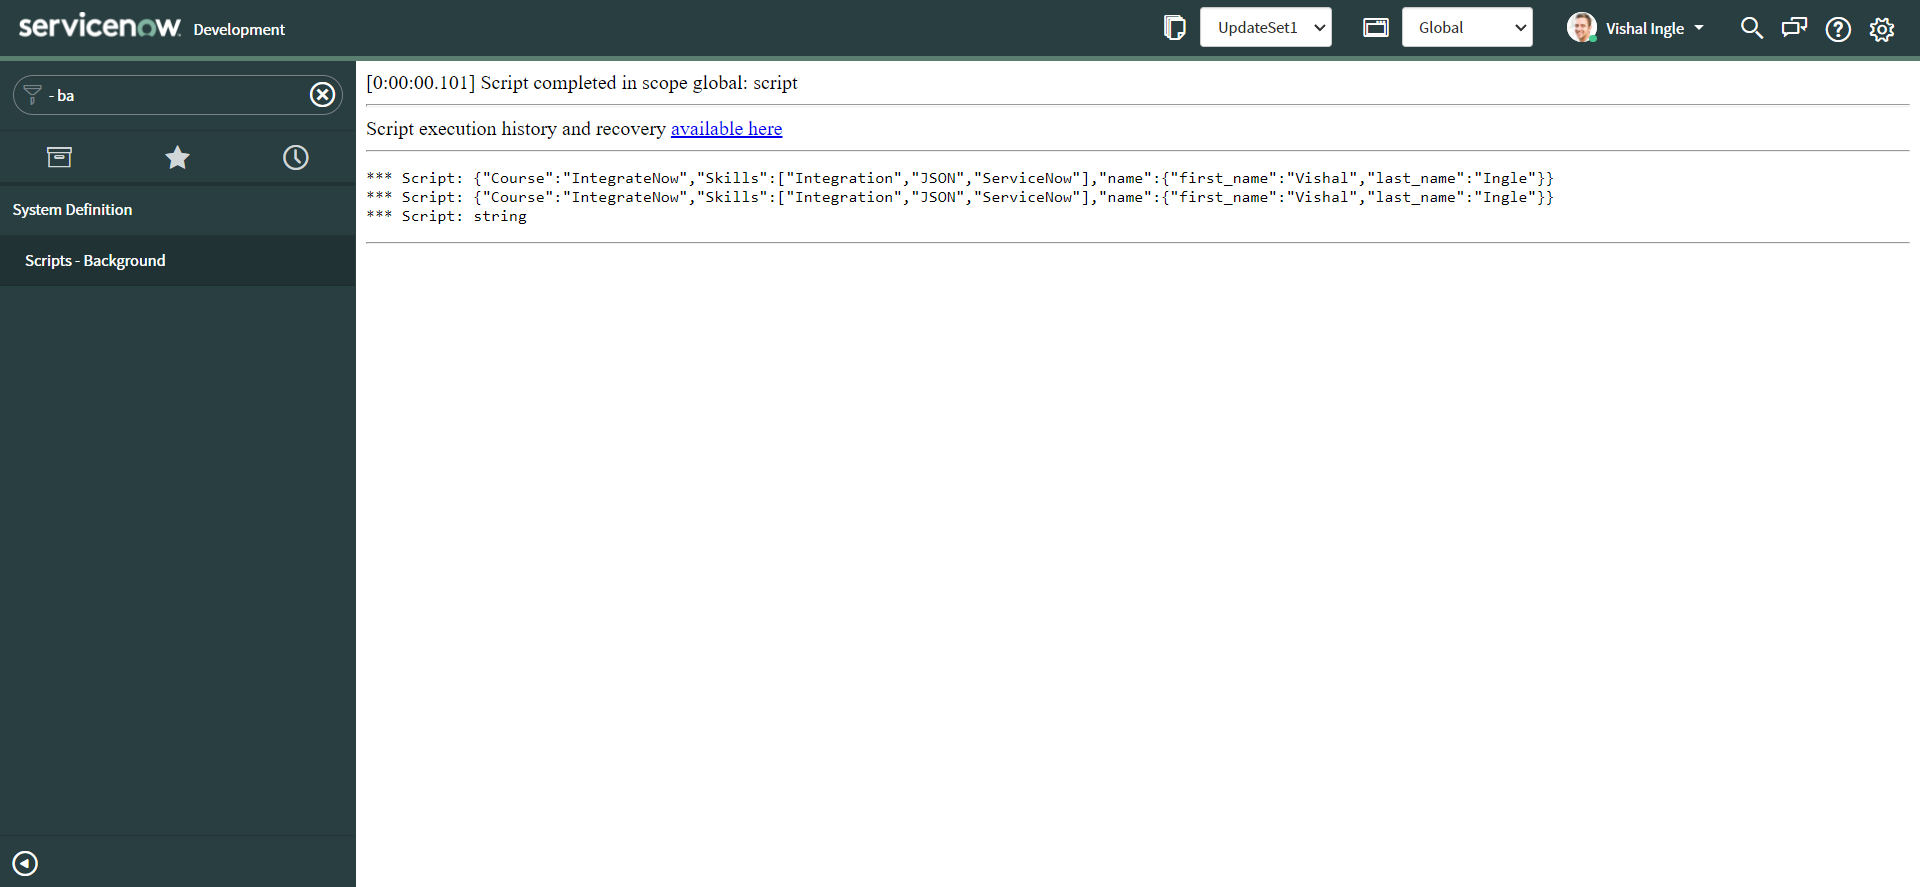 servicenow. Development
UpdateSet1
Global
Vishal Ingle
- ba
System Definition
Scripts - Background
[0:00:00.101] Script completed in scope global: script
Script execution history and recovery available here
*** Script: {"Course":"IntegrateNow","Skills":["Integration","JSON","ServiceNow"],"name":{"first_name":"Vishal","last_name":"Ingle"}}
*** Script: {"Course":"IntegrateNow","Skills":["Integration","JSON","ServiceNow"],"name":{"first_name":"Vishal","last_name":"Ingle"}}
*** Script: string